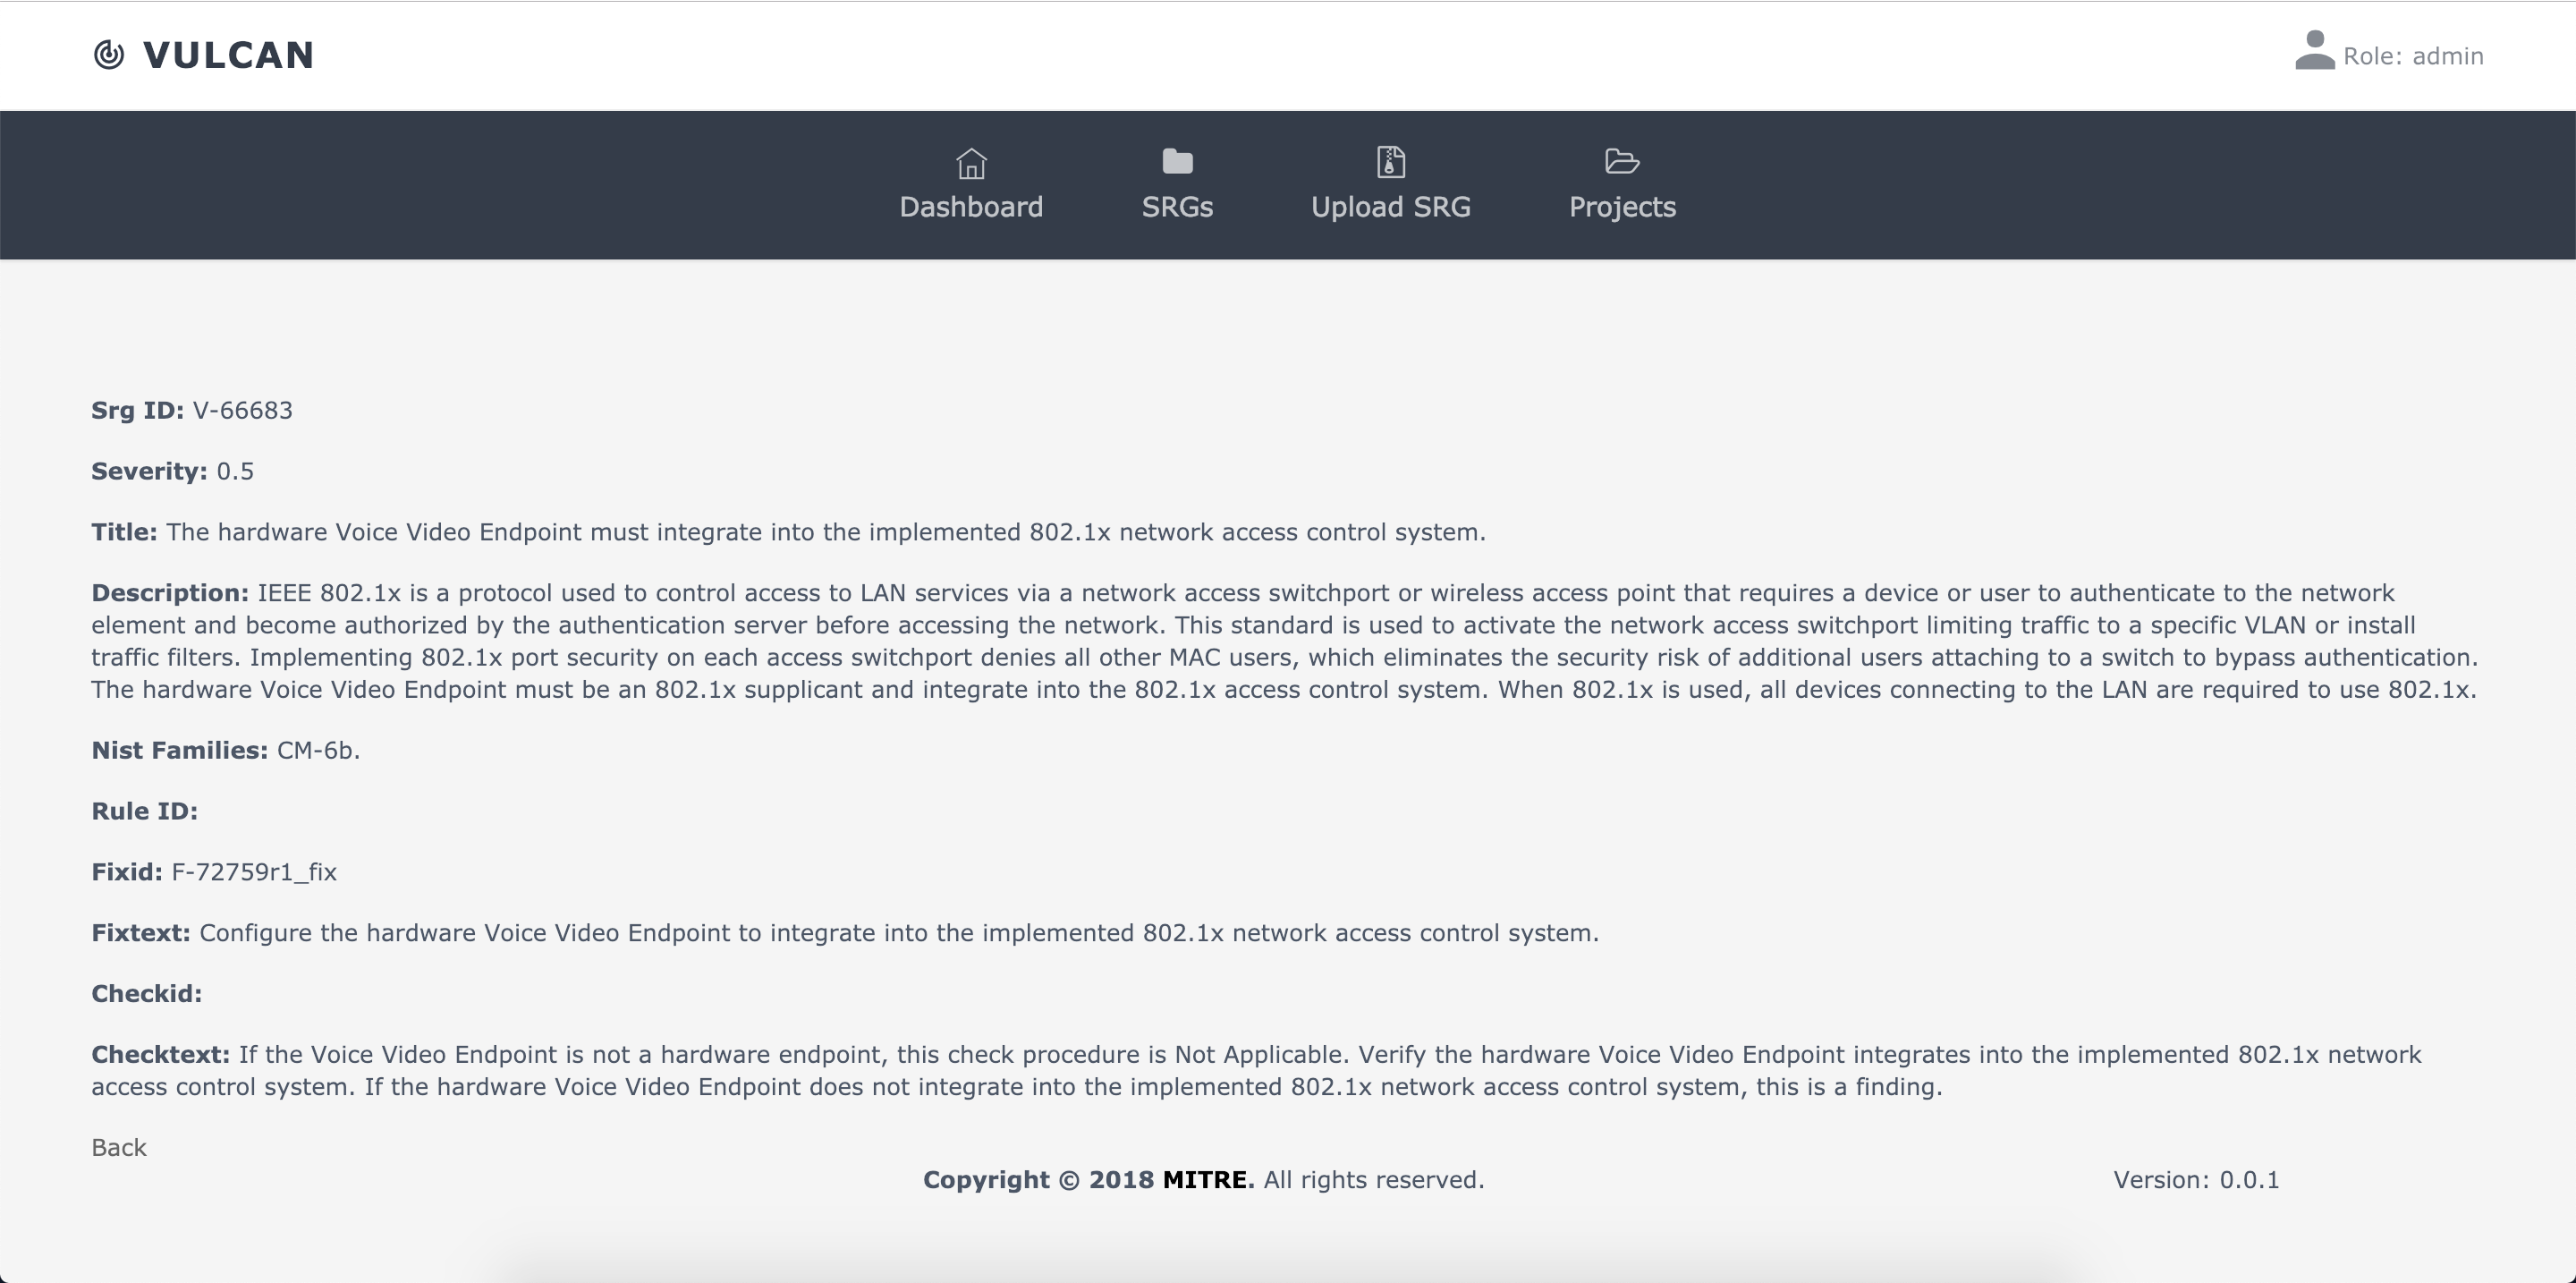 VULCAN
Role: admin
Dashboard
SRGs
Upload SRG
Projects
Srg ID: V-66683
Severity: 0.5
Title: The hardware Voice Video Endpoint must integrate into the implemented 802.1x network access control system.
Description: IEEE 802.1x is a protocol used to control access to LAN services via a network access switchport or wireless access point that requires a device or user to authenticate to the network
element and become authorized by the authentication server before accessing the network. This standard is used to activate the network access switchport limiting traffic to a specific VLAN or install
traffic filters. Implementing 802.1x port security on each access switchport denies all other MAC users, which eliminates the security risk of additional users attaching to a switch to bypass authentication.
The hardware Voice Video Endpoint must be an 802.1x supplicant and integrate into the 802.1x access control system. When 802.1x is used, all devices connecting to the LAN are required to use 802.1x.
Nist Families: CM-6b.
Rule ID:
Fixid: F-72759r1_fix
Fixtext: Configure the hardware Voice Video Endpoint to integrate into the implemented 802.1x network access control system.
Checkid:
Checktext: If the Voice Video Endpoint is not a hardware endpoint, this check procedure is Not Applicable. Verify the hardware Voice Video Endpoint integrates into the implemented 802.1x network
access control system. If the hardware Voice Video Endpoint does not integrate into the implemented 802.1x network access control system, this is a finding.
Back
Copyright © 2018 MITRE. All rights reserved.
Version: 0.0.1